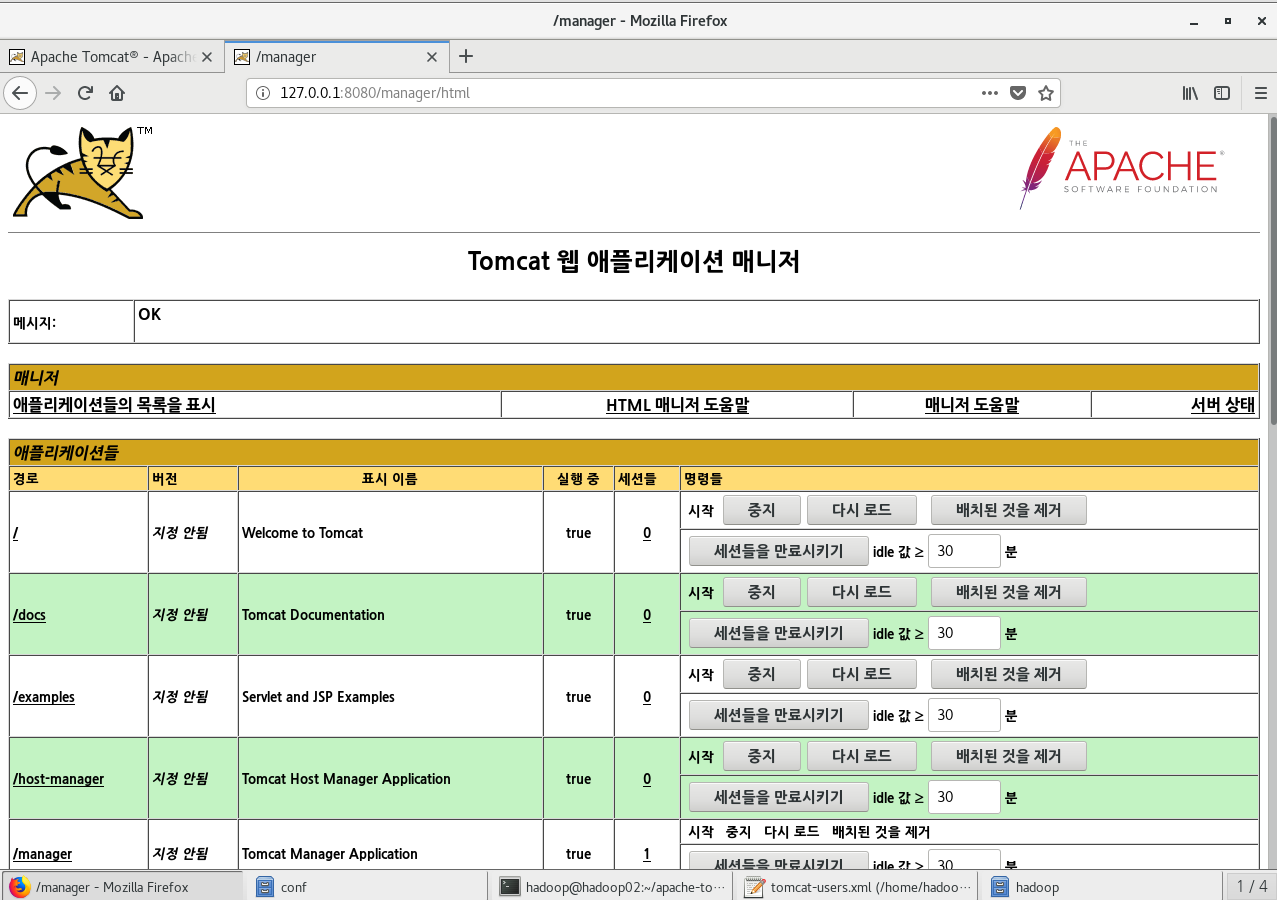 /manager - Mozilla Firefox
Apache Tomcat® - Apach
/manager
127.0.0.1:8080/manager/html
TM
THE
APACHE®
SOFTWARE FOUNDATION
Tomcat 웹 애플리케이션 매니저
메시지: OK
매니저
애플리케이션들의 목록을 표시 HTML 매니저 도움말 매니저 도움말 서버 상태
애플리케이션들
경로 버전 표시 이름 실행 중 세션들 명령들
/ 지정 안됨 Welcome to Tomcat true 0
시작 중지 다시 로드 배치된 것을 제거
세션들을 만료시키기 idle 값 ≥ 30 분
/docs 지정 안됨 Tomcat Documentation true 0
시작 중지 다시 로드 배치된 것을 제거
세션들을 만료시키기 idle 값 ≥ 30 분
/examples 지정 안됨 Servlet and JSP Examples true 0
시작 중지 다시 로드 배치된 것을 제거
세션들을 만료시키기 idle 값 ≥ 30 분
/host-manager 지정 안됨 Tomcat Host Manager Application true 0
시작 중지 다시 로드 배치된 것을 제거
세션들을 만료시키기 idle 값 ≥ 30 분
/manager 지정 안됨 Tomcat Manager Application true 1
시작 중지 다시 로드 배치된 것을 제거
세션들을 만료시키기 idle 값 ≥ 30 분
/manager - Mozilla Firefox
conf
hadoop@hadoop02:~/apache-to…
tomcat-users.xml (/home/hadoo…
hadoop
1 / 4